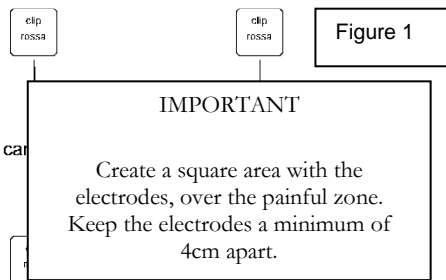 clip
rossa
clip
rossa
Figure 1
IMPORTANT
Create a square area with the
electrodes, over the painful zone.
Keep the electrodes a minimum of
4cm apart.